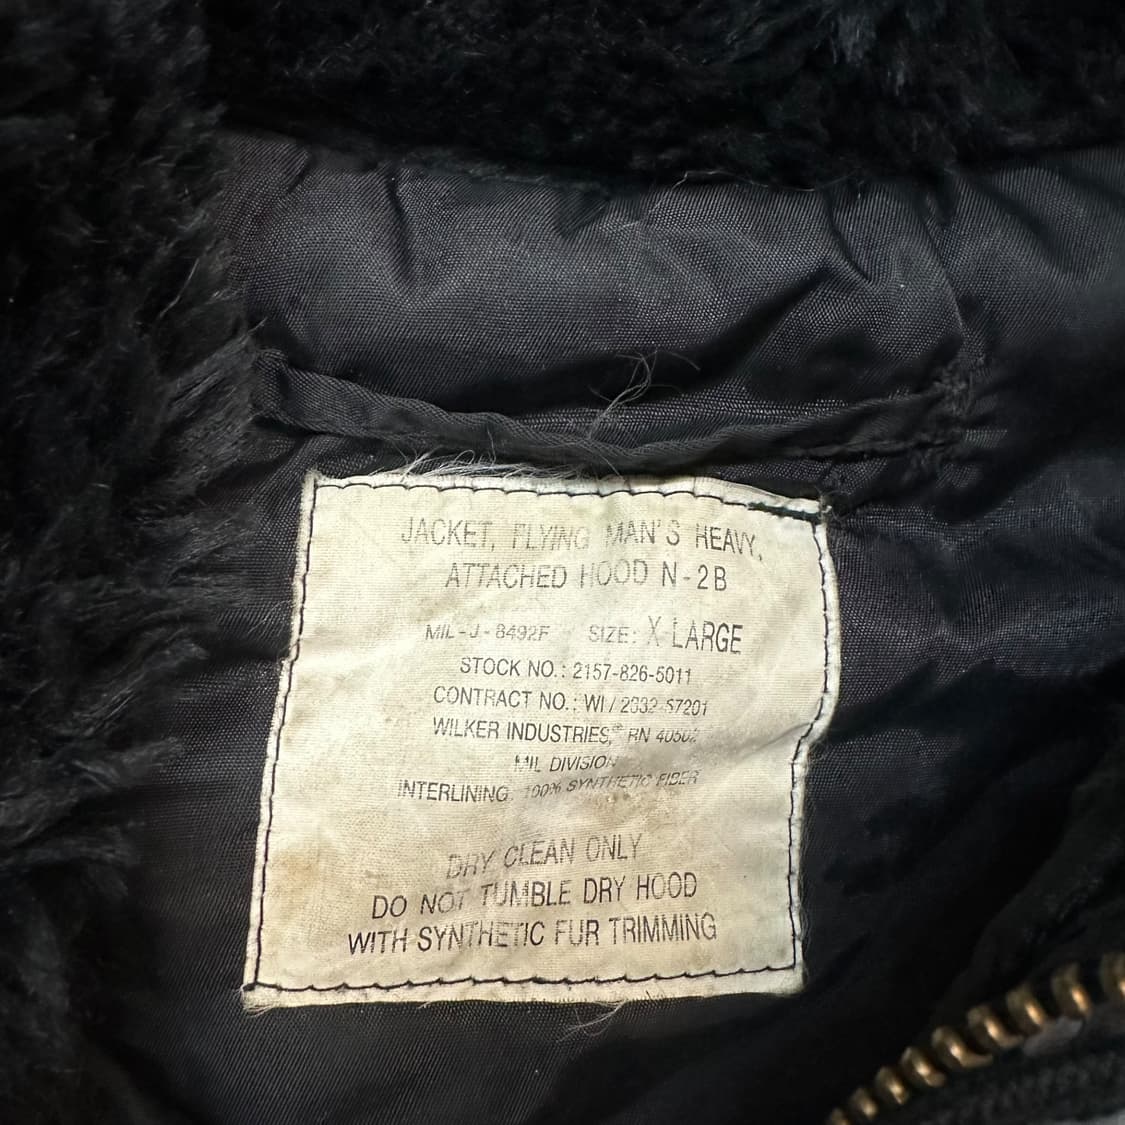 JACKET, FLYING MAN'S HEAVY,
ATTACHED HOOD N-2B
MIL-J-8492F SIZE: X LARGE
STOCK NO.: 2157-826-5011
CONTRACT NO.: WI / 2032-57201
WILKER INDUSTRIES,® RN 40502
MIL DIVISION
INTERLINING 100% SYNTHETIC FIBER
DRY CLEAN ONLY
DO NOT TUMBLE DRY HOOD
WITH SYNTHETIC FUR TRIMMING